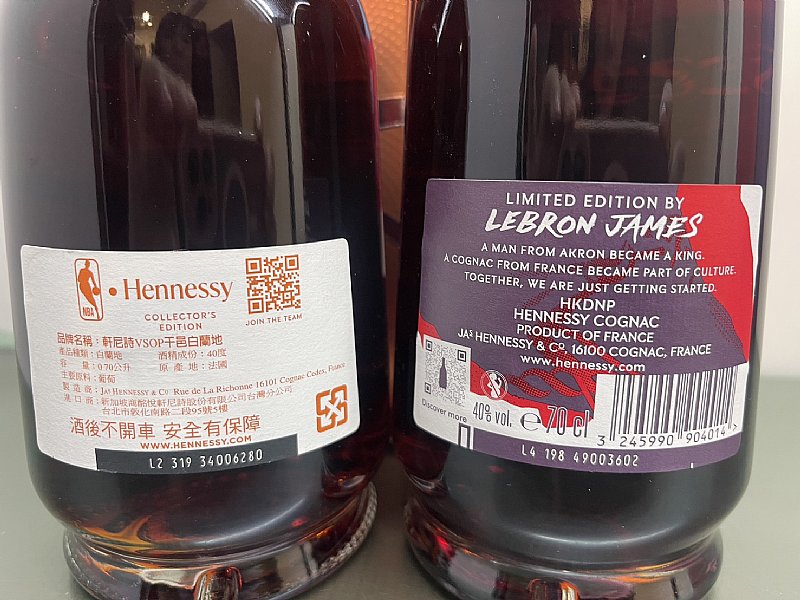 NBA
Hennessy
COLLECTOR'S
EDITION
JOIN THE TEAM
品牌名稱：軒尼詩VSOP干邑白蘭地
產品種類：白蘭地 酒精成份：40度
容 量：0.70公升 原 產 地：法國
主要原料：葡萄
製 造 商：JAS HENNESSY & CO. Rue de La Richonne 16101 Cognac Cedex, France
進 口 商：新加坡商酩悅軒尼詩股份有限公司台灣分公司
台北市敦化南路二段95號5樓
酒後不開車 安全有保障
WWW.HENNESSY.COM
L2 319 34006280
LIMITED EDITION BY
LEBRON JAMES
A MAN FROM AKRON BECAME A KING.
A COGNAC FROM FRANCE BECAME PART OF CULTURE.
TOGETHER, WE ARE JUST GETTING STARTED.
HKDNP
HENNESSY COGNAC
PRODUCT OF FRANCE
JAS HENNESSY & CO, 16100 COGNAC, FRANCE
www.hennessy.com
Discover more
40% vol. e 70 cl
3 245990 904014 >
L4 198 49003602